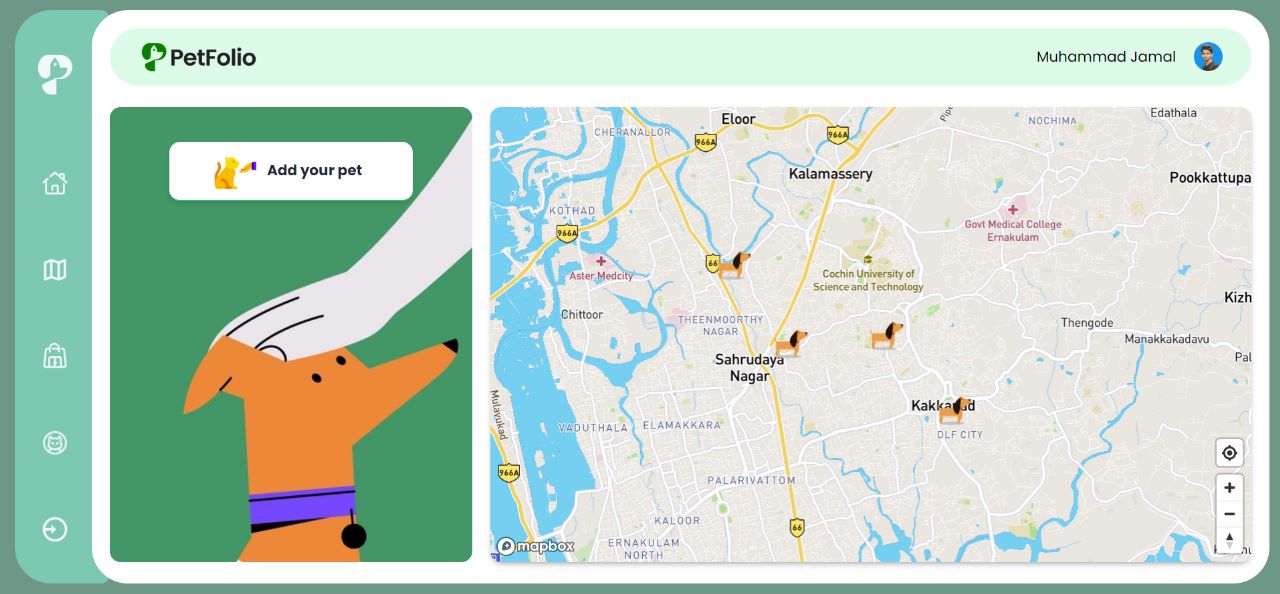 PetFolio
Muhammad Jamal
Add your pet
Eloor
Edathala
CHERANALLOR
966A
966A
NOCHIMA
Kalamassery
Pookkattupa
KOTHAD
966A
Govt Medical College
Ernakulam
Aster Medcity
66
Cochin University of
Science and Technology
Kizh
Chittoor
THEENMOORTHY
NAGAR
Thengode
Manakkadavu
Sahrudaya
Nagar
Pal
Mulavukad
Kakkanad
DLF CITY
VADUTHALA
ELAMAKKARA
966A
PALARIVATTOM
KALOOR
66
ERNAKULAM
NORTH
mapbox